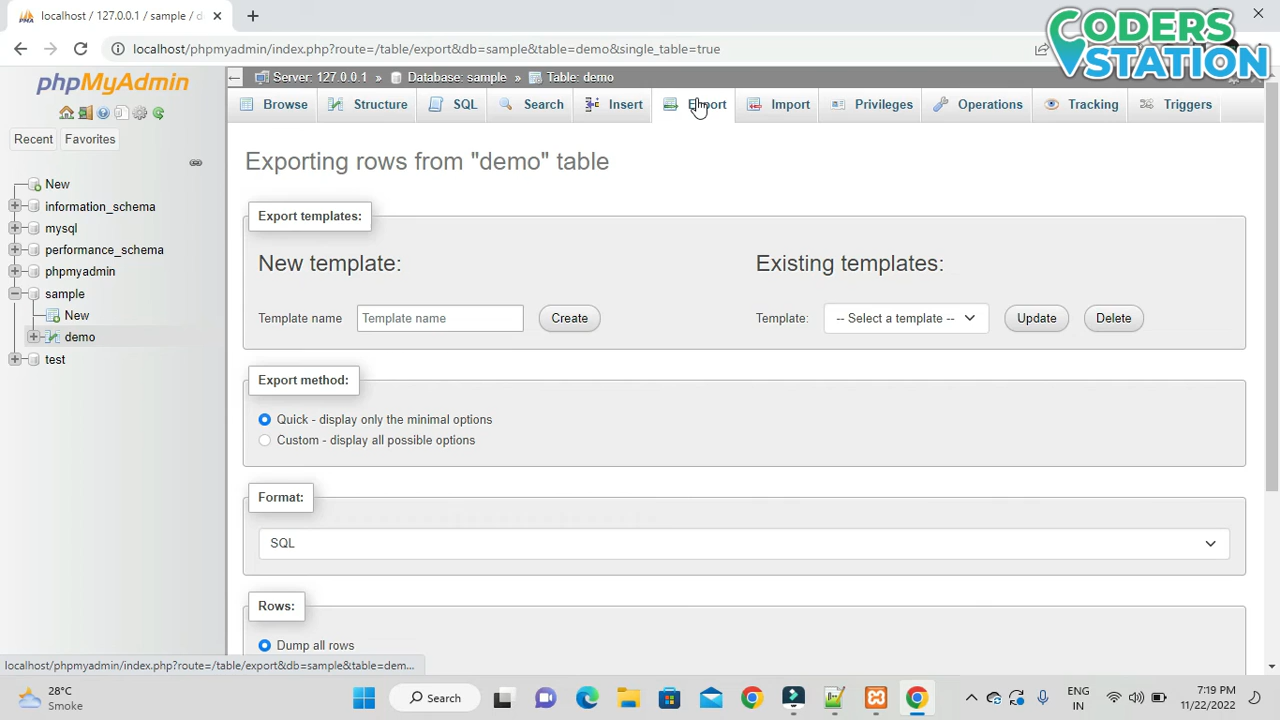 localhost / 127.0.0.1 / sample / d
localhost/phpmyadmin/index.php?route=/table/export&db=sample&table=demo&single_table=true
CODERS
STATION
phpMyAdmin
Recent
Favorites
New
information_schema
mysql
performance_schema
phpmyadmin
sample
New
demo
test
Server: 127.0.0.1 » Database: sample » Table: demo
Browse
Structure
SQL
Search
Insert
Export
Import
Privileges
Operations
Tracking
Triggers
Exporting rows from "demo" table
Export templates:
New template:
Existing templates:
Template name
Template name
Create
Template:
-- Select a template --
Update
Delete
Export method:
Quick - display only the minimal options
Custom - display all possible options
Format:
SQL
Rows:
Dump all rows
localhost/phpmyadmin/index.php?route=/table/export&db=sample&table=dem...
28°C
Smoke
Search
ENG
IN
7:19 PM
11/22/2022